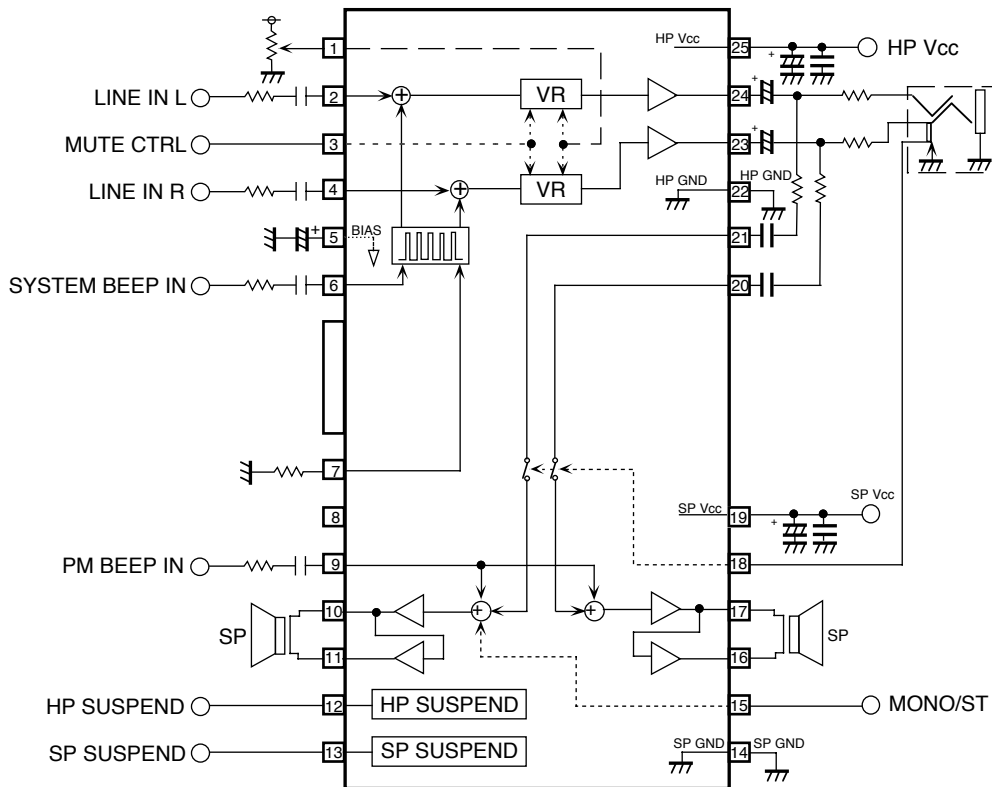 1
HP Vcc
25
+
HP Vcc
LINE IN L
2
+
VR
24
+
MUTE CTRL
3
23
+
LINE IN R
4
+
VR
HP GND
22
HP GND
+
5
BIAS
21
SYSTEM BEEP IN
6
20
7
8
SP Vcc
19
+
SP Vcc
PM BEEP IN
9
18
SP
10
+
+
17
SP
11
16
HP SUSPEND
12
HP SUSPEND
15
MONO/ST
SP SUSPEND
13
SP SUSPEND
SP GND
14
SP GND